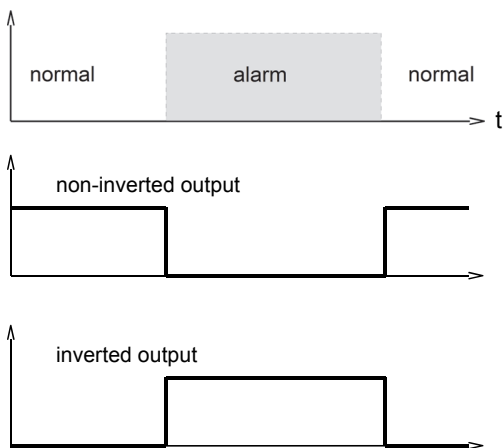 normal alarm normal
t
non-inverted output
inverted output